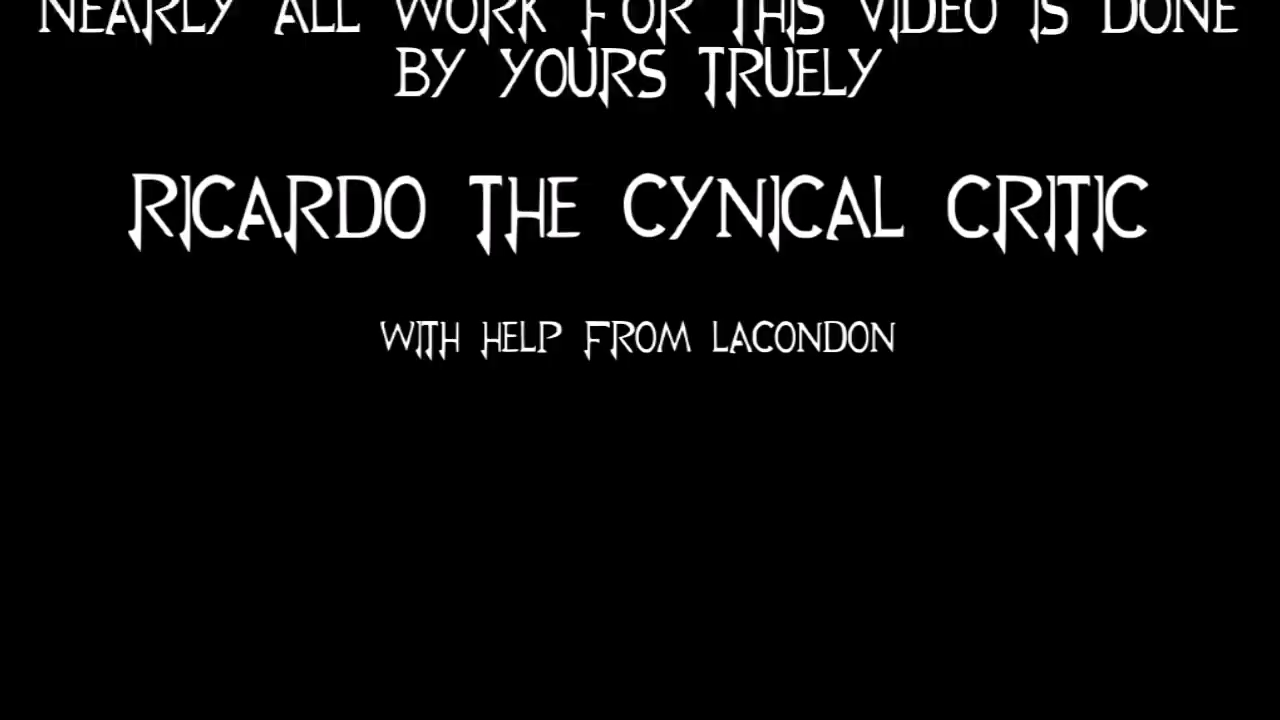 NEARLY ALL WORK FOR THIS VIDEO IS DONE
BY YOURS TRUELY
RICARDO THE CYNICAL CRITIC
WITH HELP FROM LACONDON